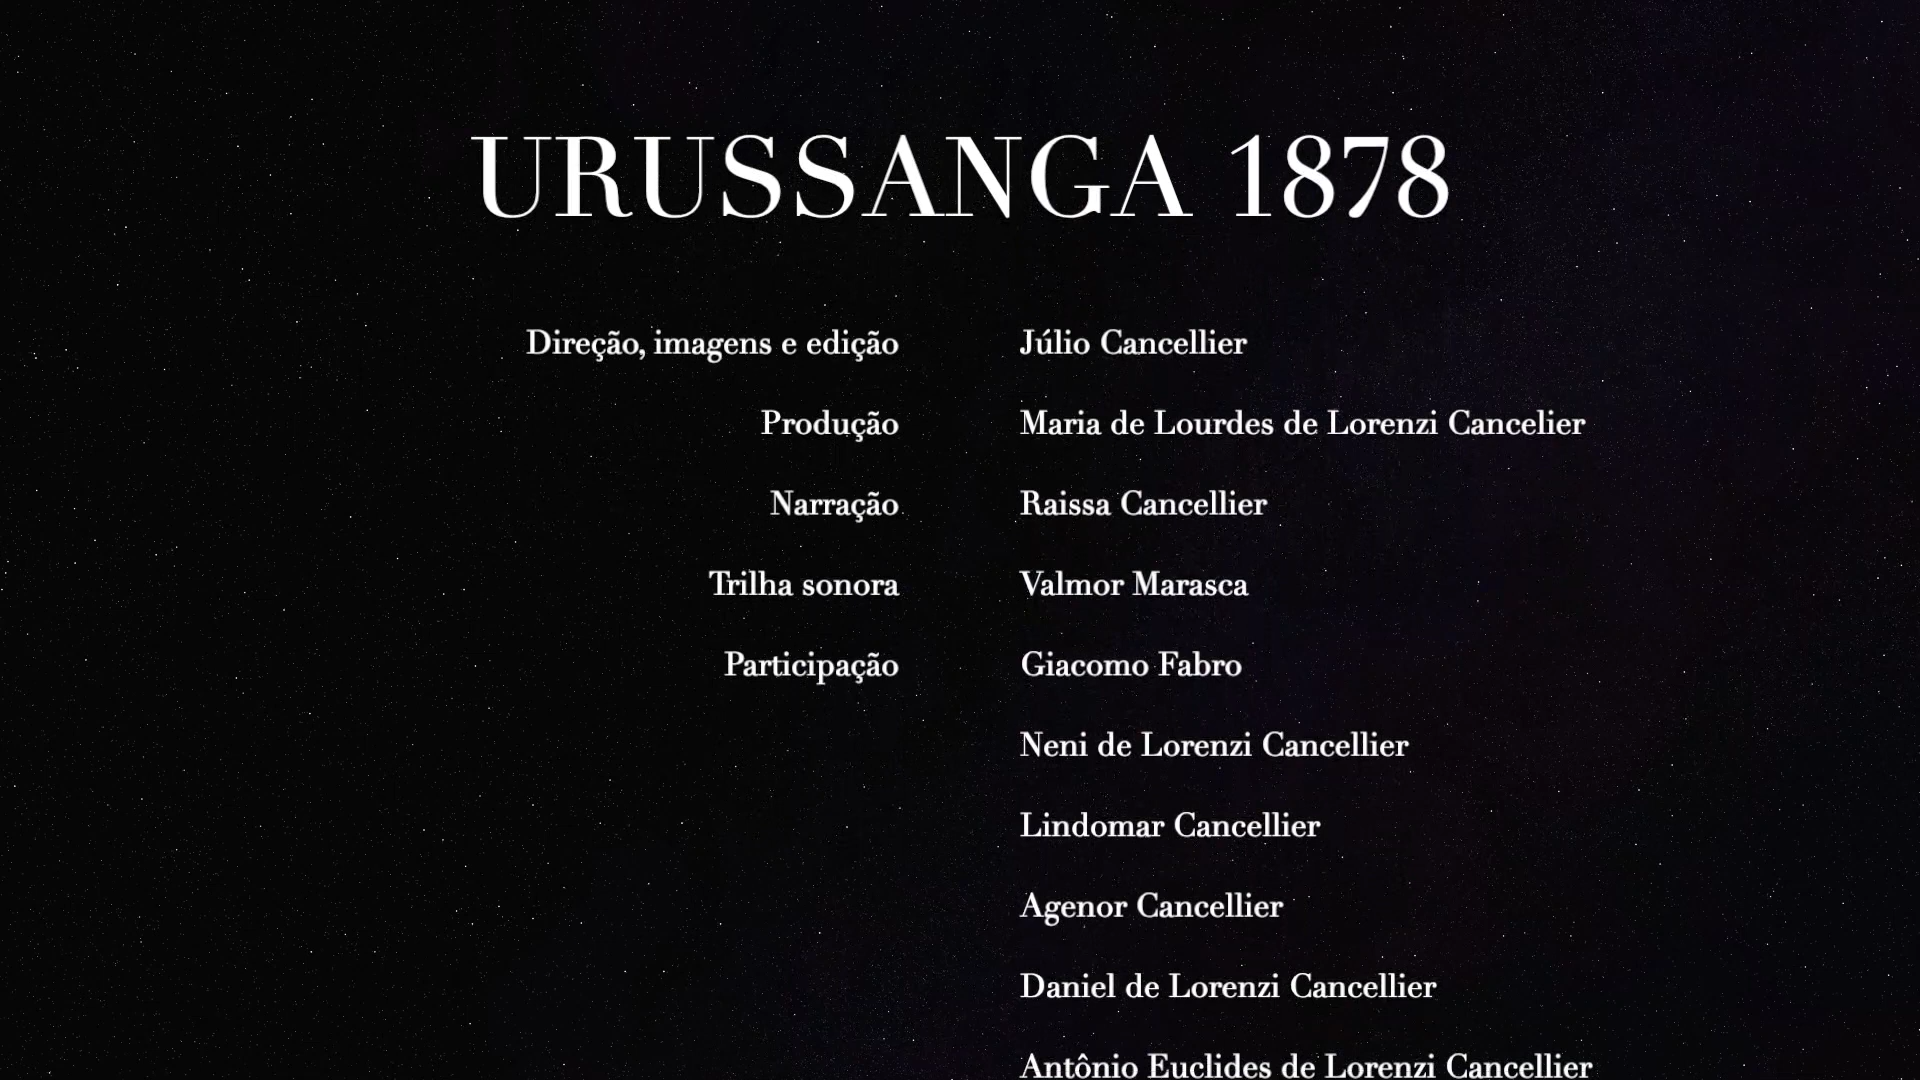 URUSSANGA 1878
Direção, imagens e edição Júlio Cancellier
Produção Maria de Lourdes de Lorenzi Cancelier
Narração Raissa Cancellier
Trilha sonora Valmor Marasca
Participação Giacomo Fabro
Neni de Lorenzi Cancellier
Lindomar Cancellier
Agenor Cancellier
Daniel de Lorenzi Cancellier
Antônio Euclides de Lorenzi Cancellier